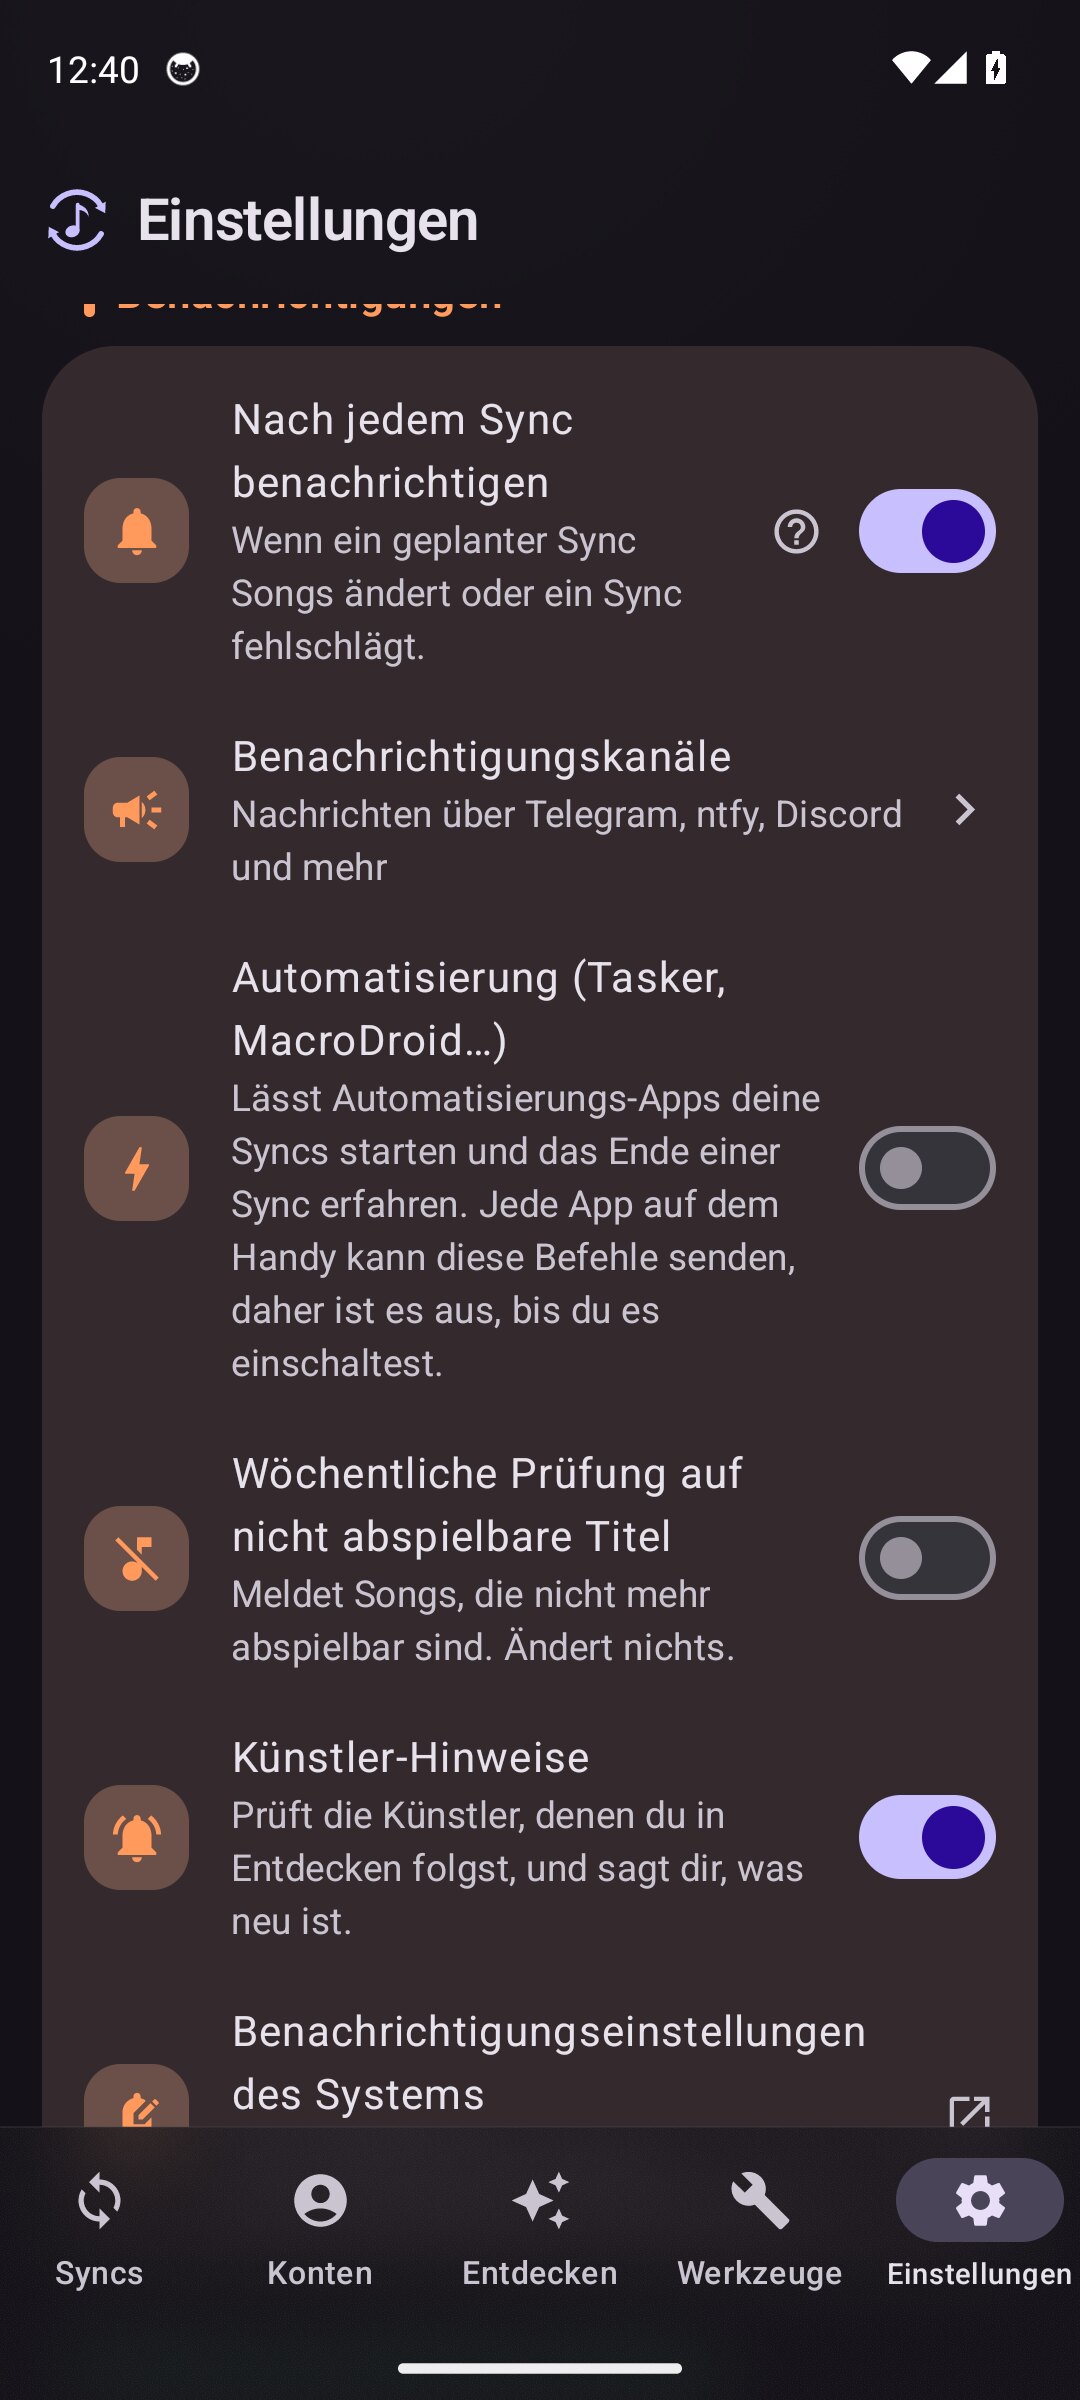 12:40
Einstellungen
Benachrichtigungen
Nach jedem Sync
benachrichtigen
Wenn ein geplanter Sync
Songs ändert oder ein Sync
fehlschlägt.
Benachrichtigungskanäle
Nachrichten über Telegram, ntfy, Discord
und mehr
Automatisierung (Tasker,
MacroDroid…)
Lässt Automatisierungs-Apps deine
Syncs starten und das Ende einer
Sync erfahren. Jede App auf dem
Handy kann diese Befehle senden,
daher ist es aus, bis du es
einschaltest.
Wöchentliche Prüfung auf
nicht abspielbare Titel
Meldet Songs, die nicht mehr
abspielbar sind. Ändert nichts.
Künstler-Hinweise
Prüft die Künstler, denen du in
Entdecken folgst, und sagt dir, was
neu ist.
Benachrichtigungseinstellungen
des Systems
Syncs
Konten
Entdecken
Werkzeuge
Einstellungen